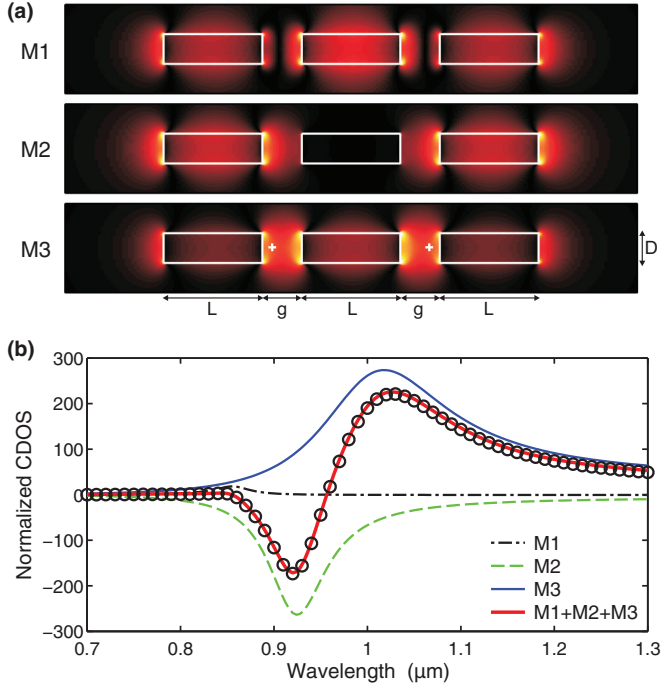 (a)
M1
M2
M3
D
L g L g L
(b)
Normalized CDOS
300
200
100
0
−100
−200
−300
M1
M2
M3
M1+M2+M3
0.7 0.8 0.9 1 1.1 1.2 1.3
Wavelength (μm)